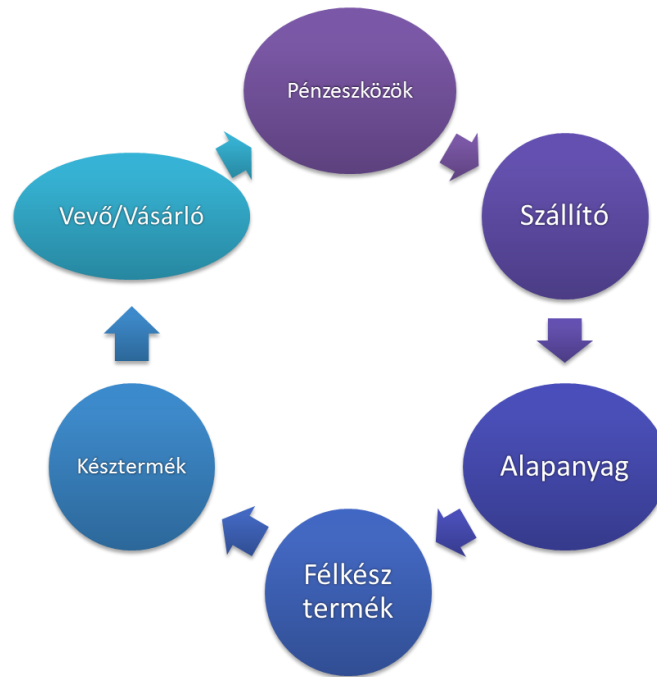 Pénzeszközök
Szállító
Alapanyag
Félkész
termék
Késztermék
Vevő/Vásárló